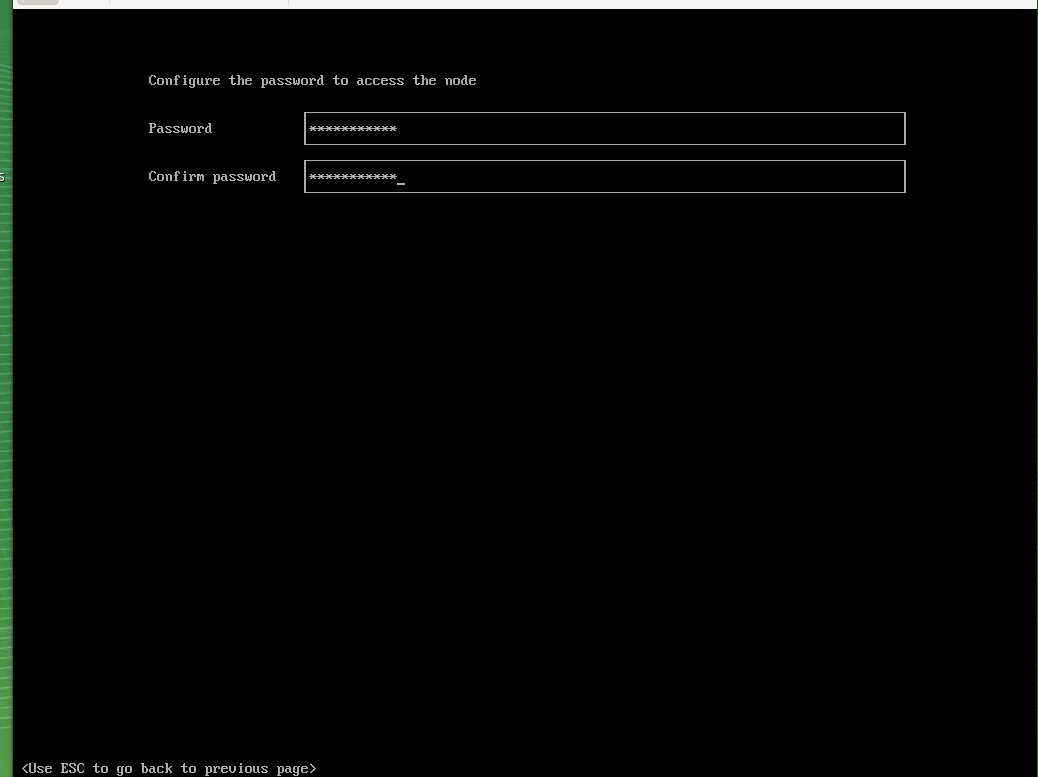 Configure the password to access the node
Password ***********
Confirm password ***********_
<Use ESC to go back to previous page>